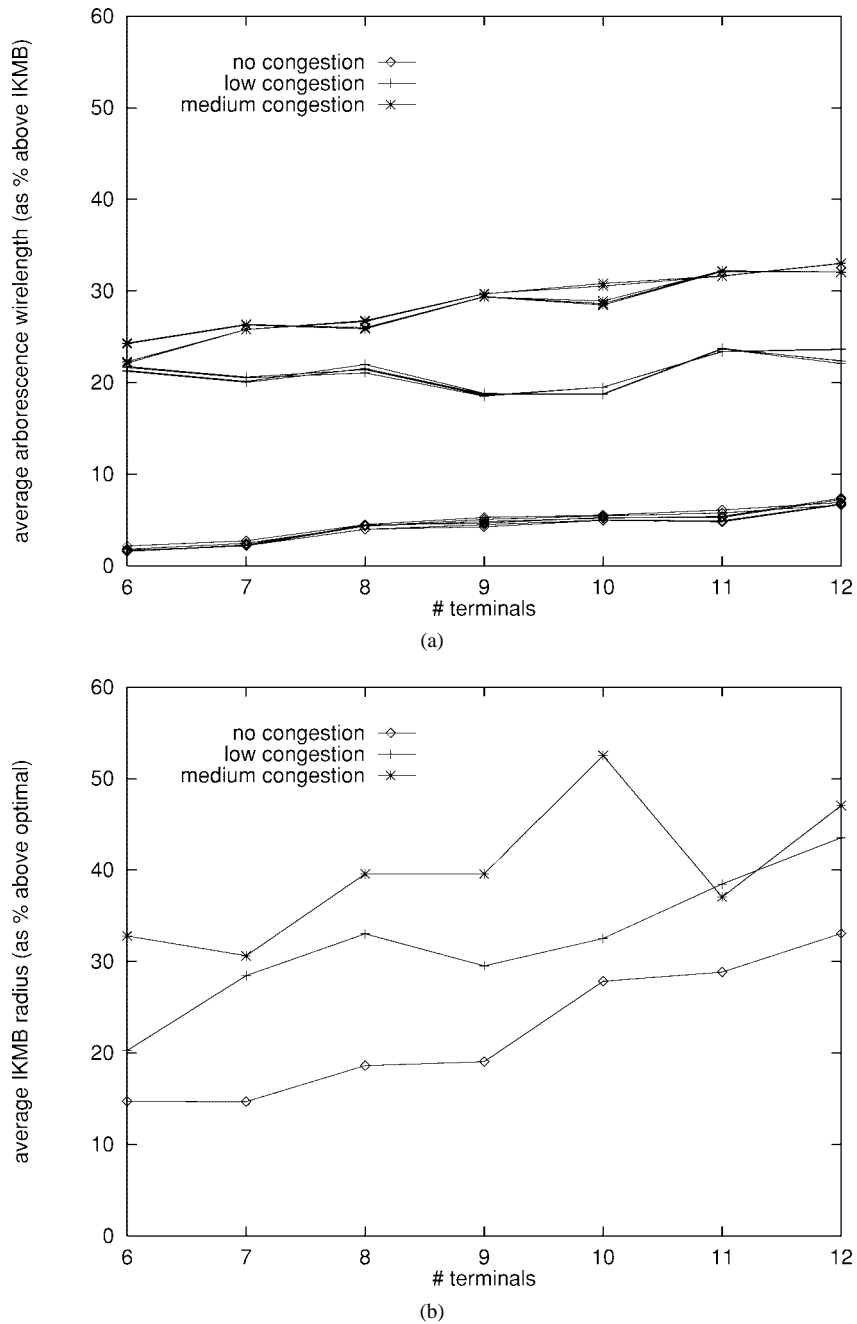 60
50
40
30
20
10
0
average arborescence wirelength (as % above IKMB)
no congestion
low congestion
medium congestion
6 7 8 9 10 11 12
# terminals
(a)
60
50
40
30
20
10
0
average IKMB radius (as % above optimal)
no congestion
low congestion
medium congestion
6 7 8 9 10 11 12
# terminals
(b)